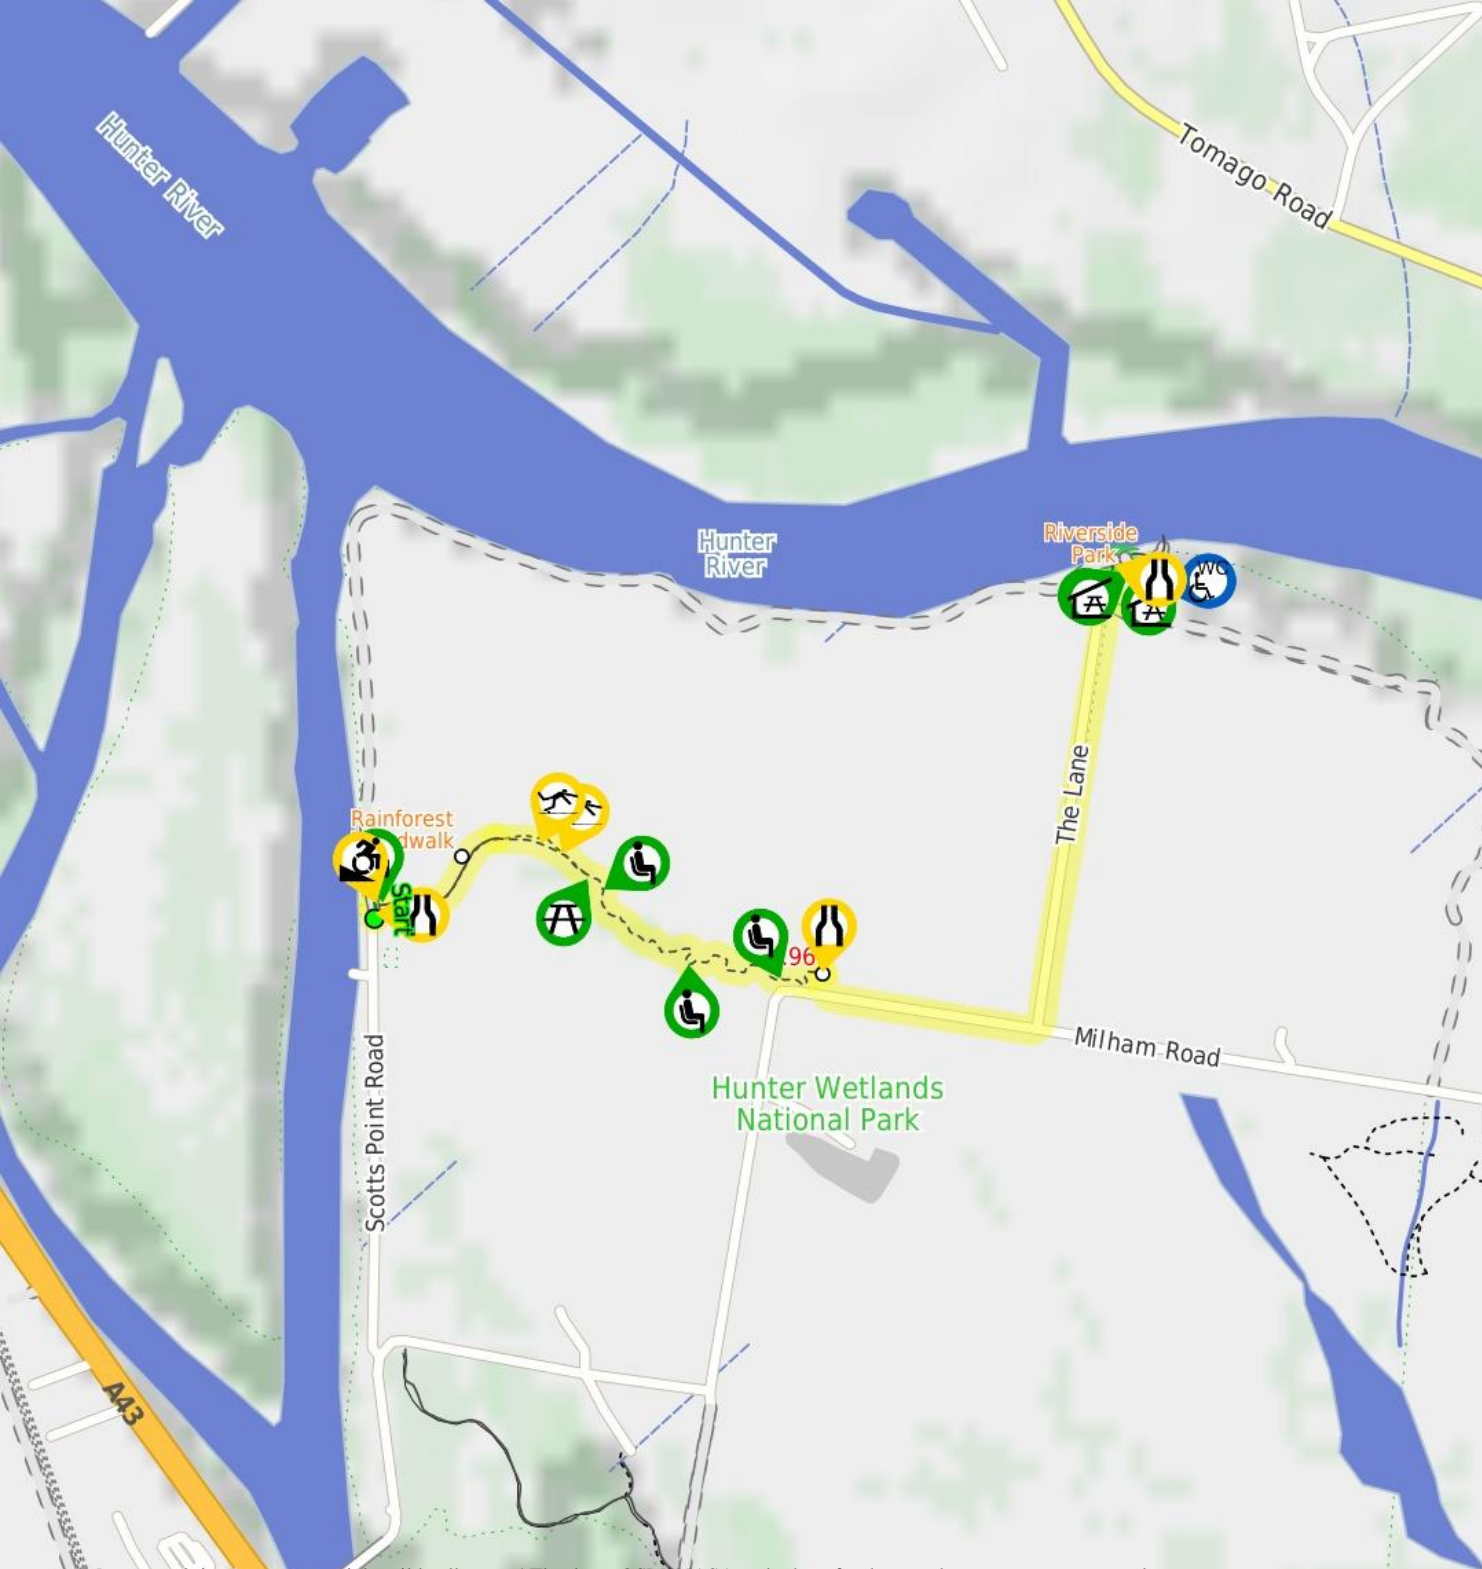 Hunter River
Tomago Road
Riverside
Park
WC
Hunter
River
The Lane
Rainforest
dwalk
Start
96
Milham Road
Hunter Wetlands
National Park
Scotts Point Road
A43